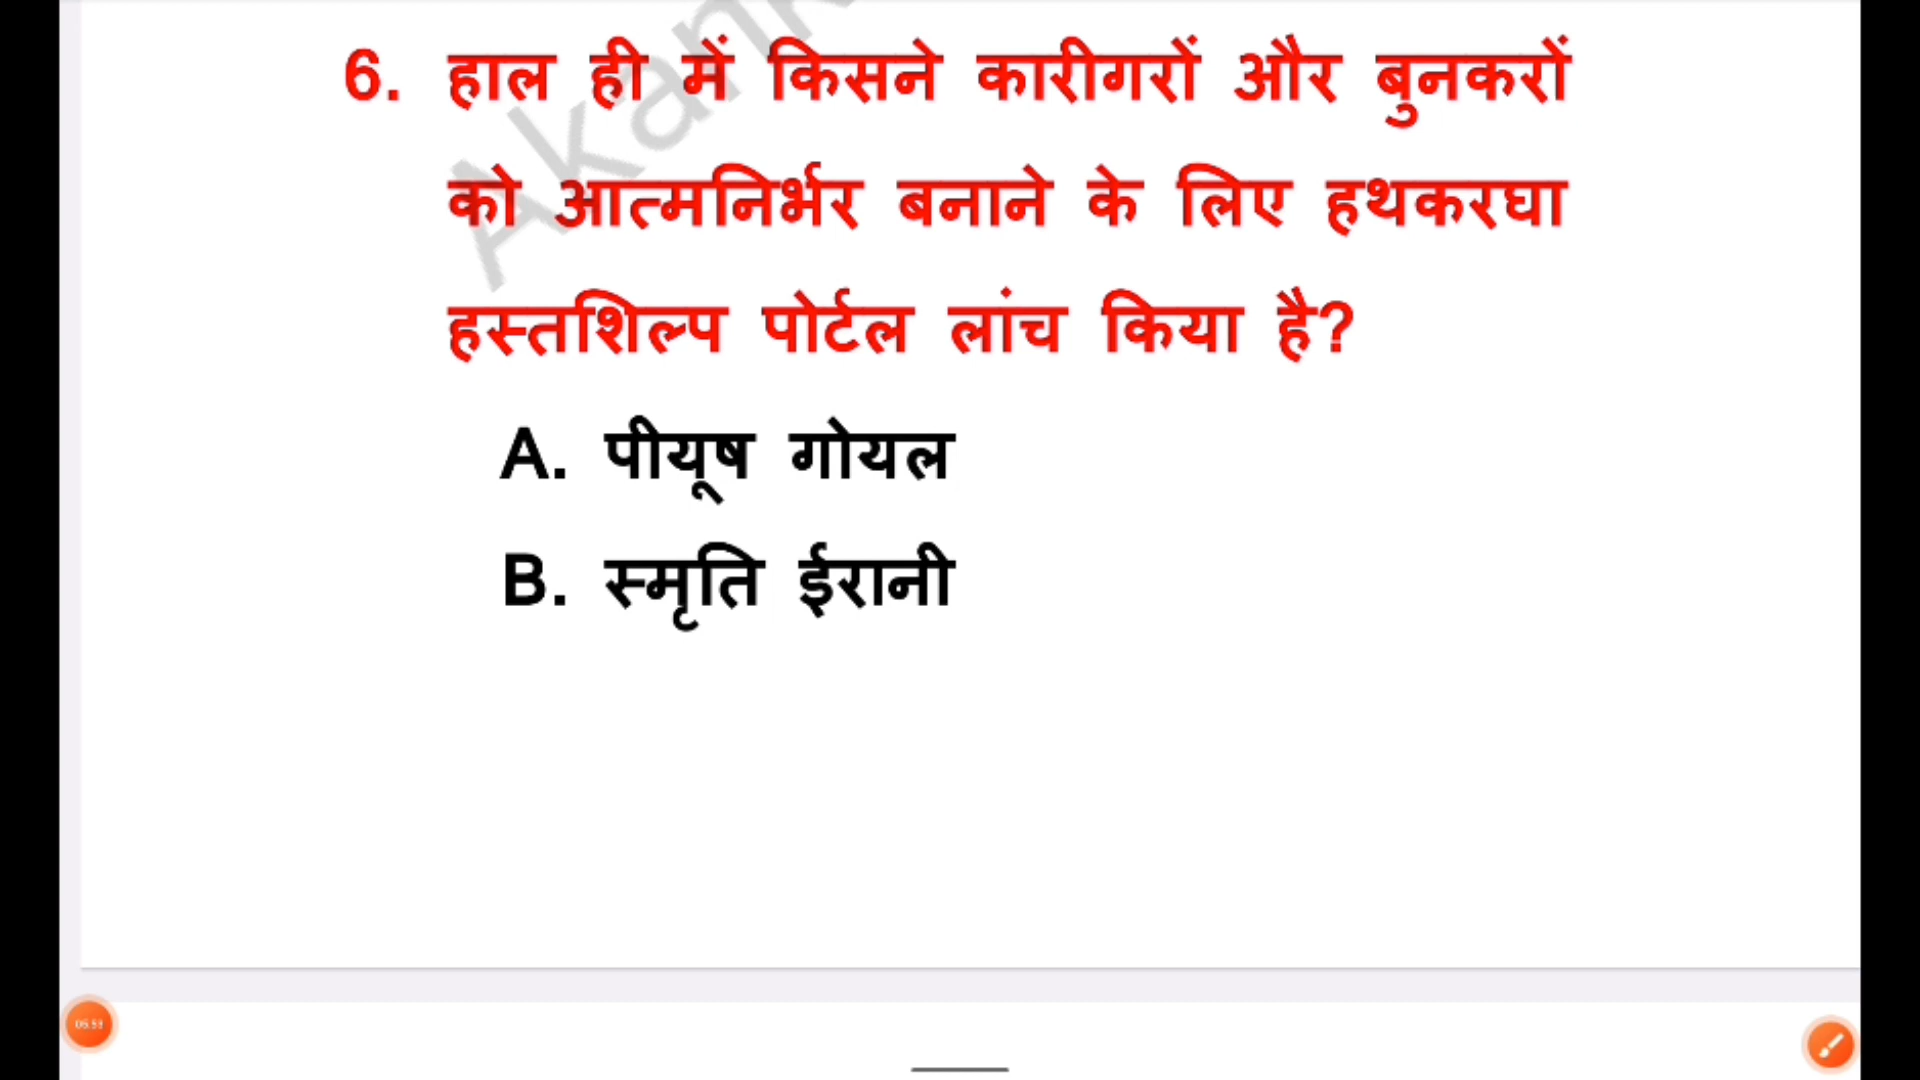 6. हाल ही में किसने कारीगरों और बुनकरों
को आत्मनिर्भर बनाने के लिए हथकरघा
हस्तशिल्प पोर्टल लांच किया है?
A. पीयूष गोयल
B. स्मृति ईरानी